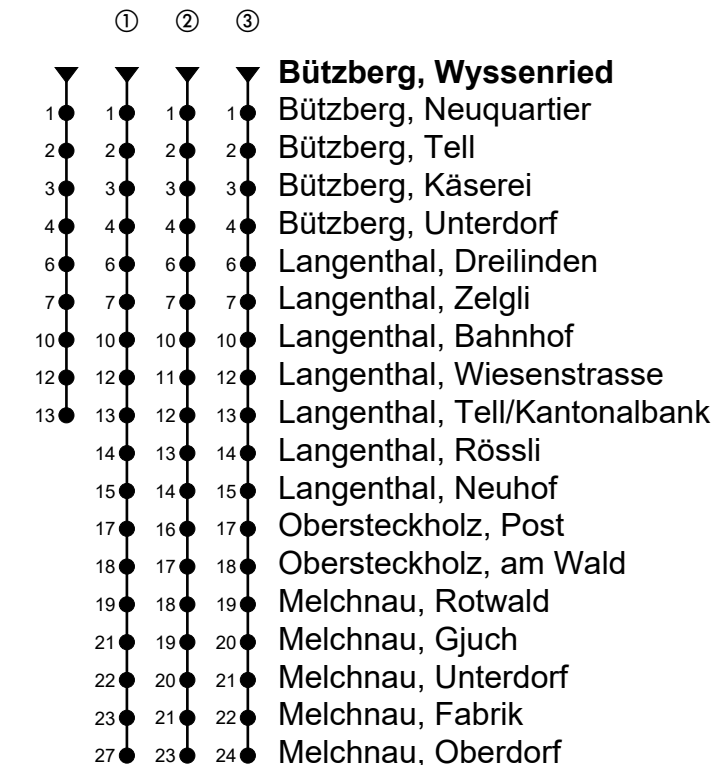 ① ② ③
Bützberg, Wyssenried
1 1 1 1 Bützberg, Neuquartier
2 2 2 2 Bützberg, Tell
3 3 3 3 Bützberg, Käserei
4 4 4 4 Bützberg, Unterdorf
6 6 6 6 Langenthal, Dreilinden
7 7 7 7 Langenthal, Zelgli
10 10 10 10 Langenthal, Bahnhof
12 12 11 12 Langenthal, Wiesenstrasse
13 13 12 13 Langenthal, Tell/Kantonalbank
14 13 14 Langenthal, Rössli
15 14 15 Langenthal, Neuhof
17 16 17 Obersteckholz, Post
18 17 18 Obersteckholz, am Wald
19 18 19 Melchnau, Rotwald
21 19 20 Melchnau, Gjuch
22 20 21 Melchnau, Unterdorf
23 21 22 Melchnau, Fabrik
27 23 24 Melchnau, Oberdorf